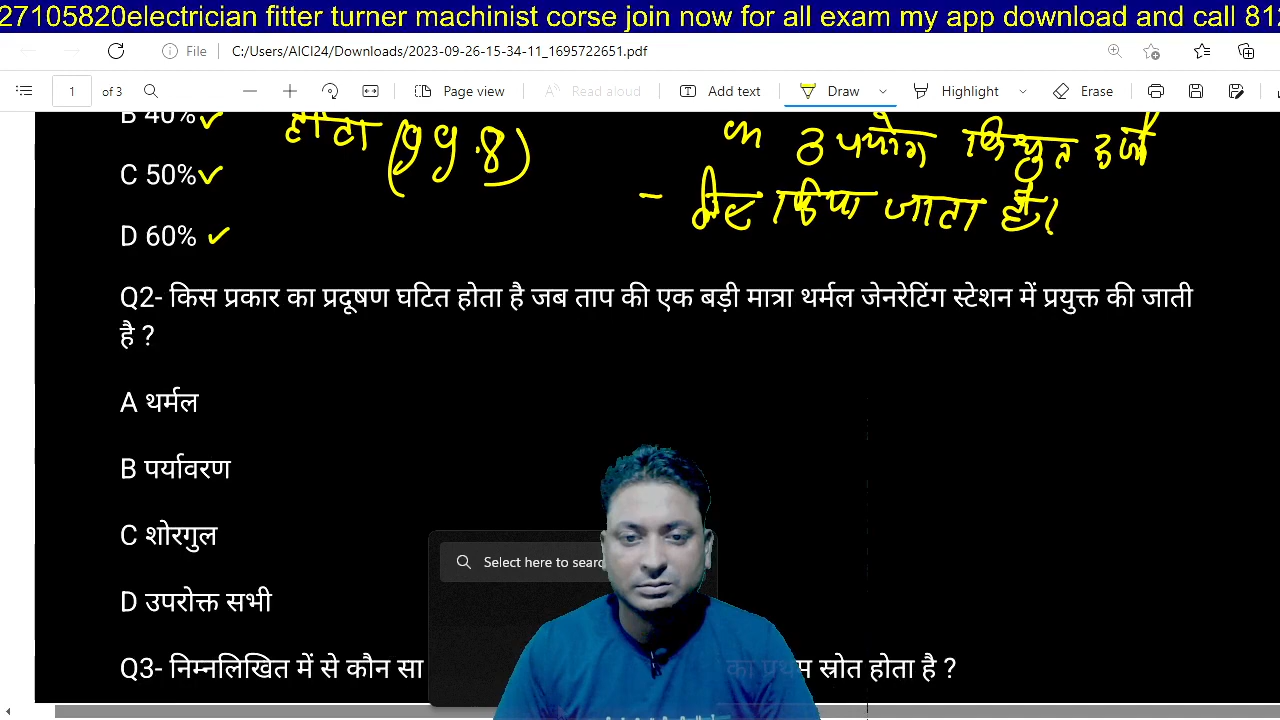 27105820electrician fitter turner machinist corse join now for all exam my app download and call 81
File C:/Users/AICI24/Downloads/2023-09-26-15-34-11_1695722651.pdf
1 of 3 Page view Read aloud Add text Draw Highlight Erase
B 40%
होता
C 50%
D 60%
जाता है।
Q2- किस प्रकार का प्रदूषण घटित होता है जब ताप की एक बड़ी मात्रा थर्मल जेनरेटिंग स्टेशन में प्रयुक्त की जाती
है ?
A थर्मल
B पर्यावरण
C शोरगुल
Select here to searc
D उपरोक्त सभी
Q3- निम्नलिखित में से कौन सा का प्रथम स्रोत होता है ?